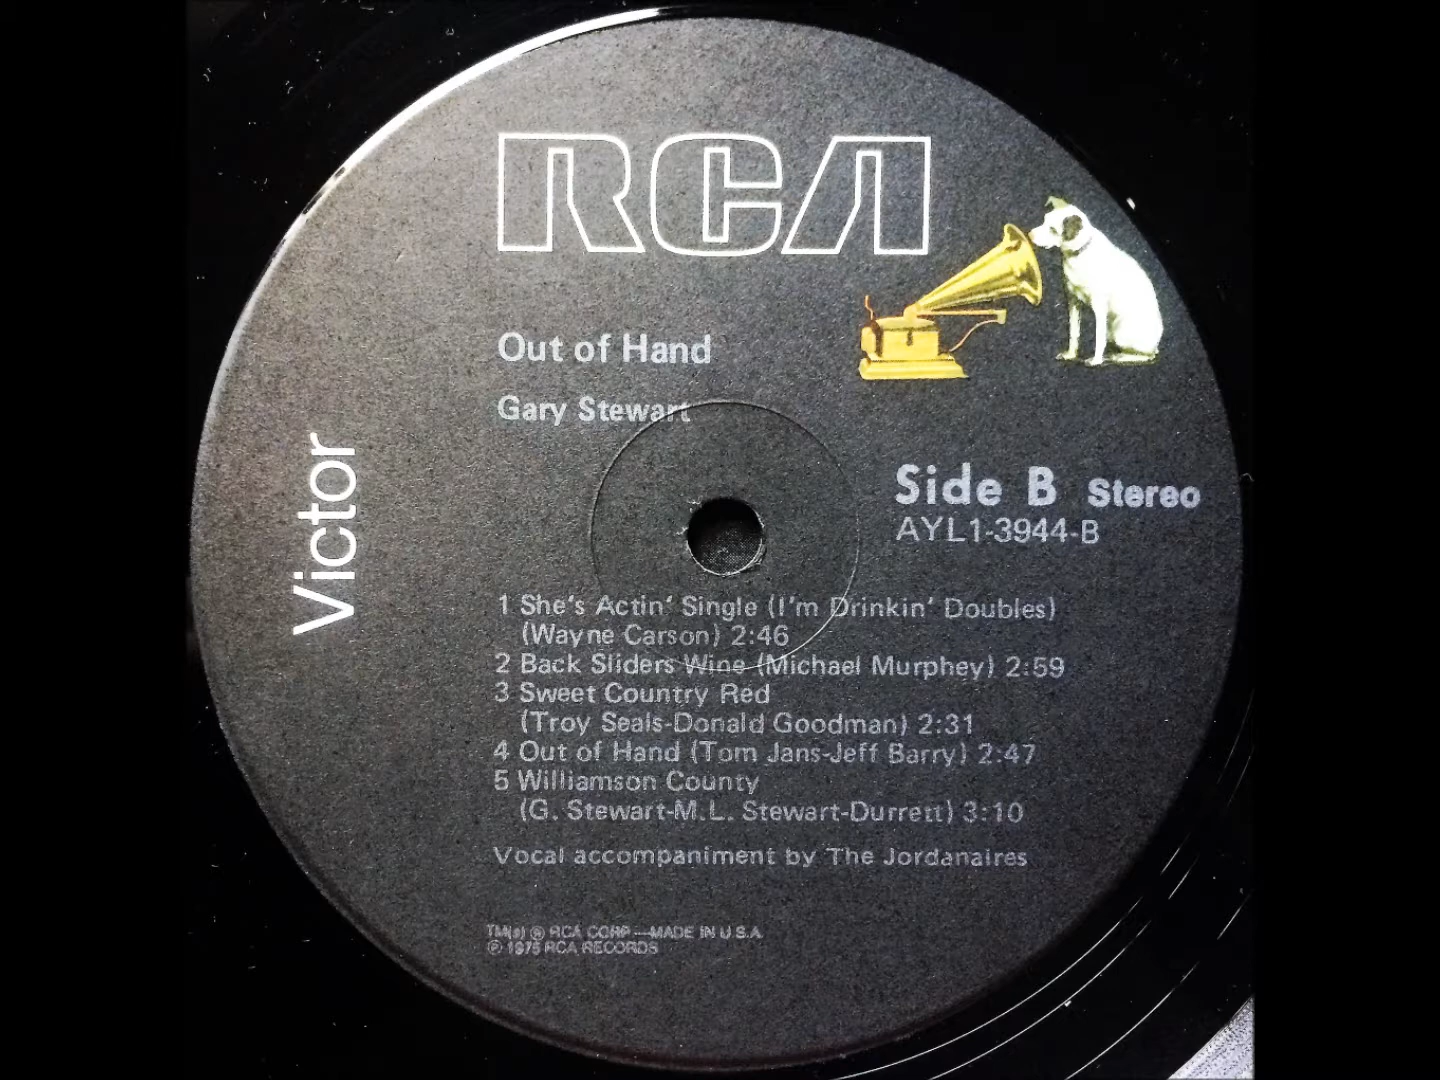 RCA
Out of Hand
Gary Stewart
Victor
Side B Stereo
AYL1-3944-B
1 She's Actin' Single (I'm Drinkin' Doubles)
(Wayne Carson) 2:46
2 Back Sliders Wine (Michael Murphey) 2:59
3 Sweet Country Red
(Troy Seals-Donald Goodman) 2:31
4 Out of Hand (Tom Jans-Jeff Barry) 2:47
5 Williamson County
(G. Stewart-M.L. Stewart-Durrett) 3:10
Vocal accompaniment by The Jordanaires
TM(s) ® RCA CORP.—MADE IN U.S.A.
℗ 1975 RCA RECORDS